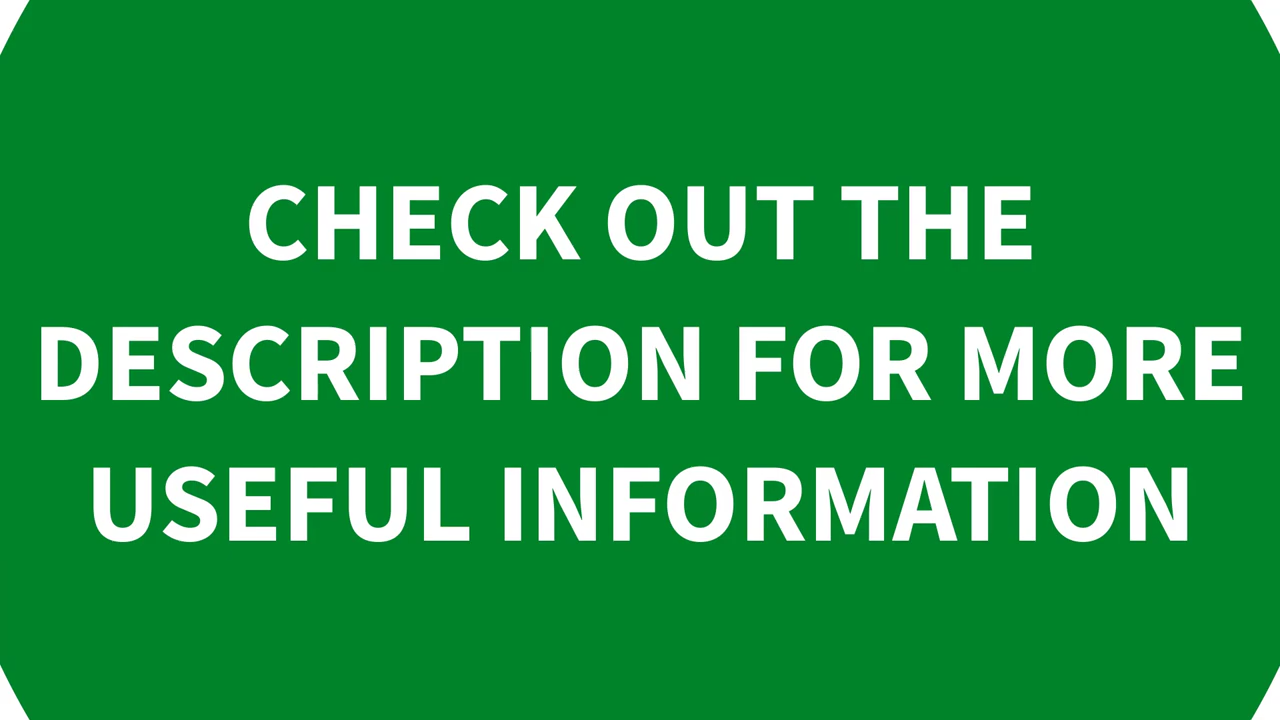 CHECK OUT THE
DESCRIPTION FOR MORE
USEFUL INFORMATION